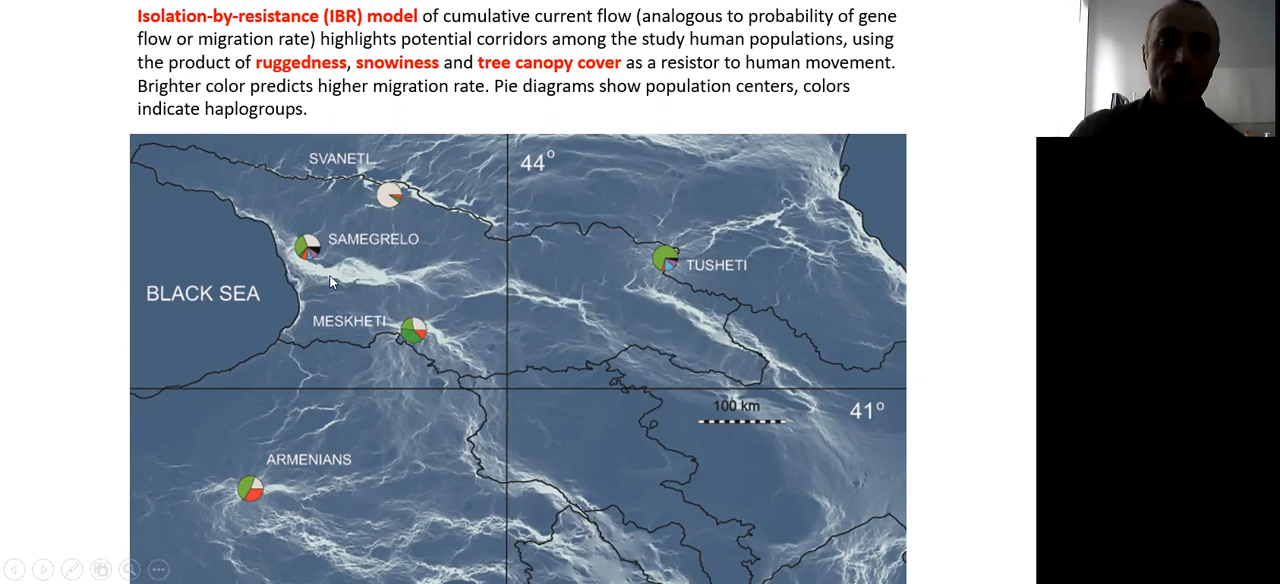 Isolation-by-resistance (IBR) model of cumulative current flow (analogous to probability of gene
flow or migration rate) highlights potential corridors among the study human populations, using
the product of ruggedness, snowiness and tree canopy cover as a resistor to human movement.
Brighter color predicts higher migration rate. Pie diagrams show population centers, colors
indicate haplogroups.
SVANETI
44°
SAMEGRELO
TUSHETI
BLACK SEA
MESKHETI
100 km
41°
ARMENIANS